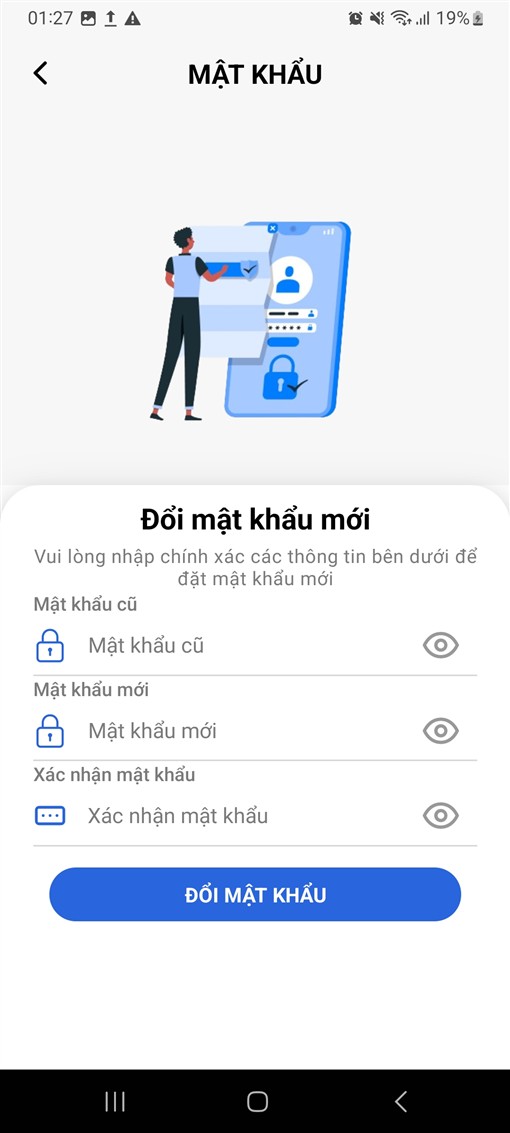 01:27 19%
MẬT KHẨU
Đổi mật khẩu mới
Vui lòng nhập chính xác các thông tin bên dưới để
đặt mật khẩu mới
Mật khẩu cũ
Mật khẩu cũ
Mật khẩu mới
Mật khẩu mới
Xác nhận mật khẩu
Xác nhận mật khẩu
ĐỔI MẬT KHẨU